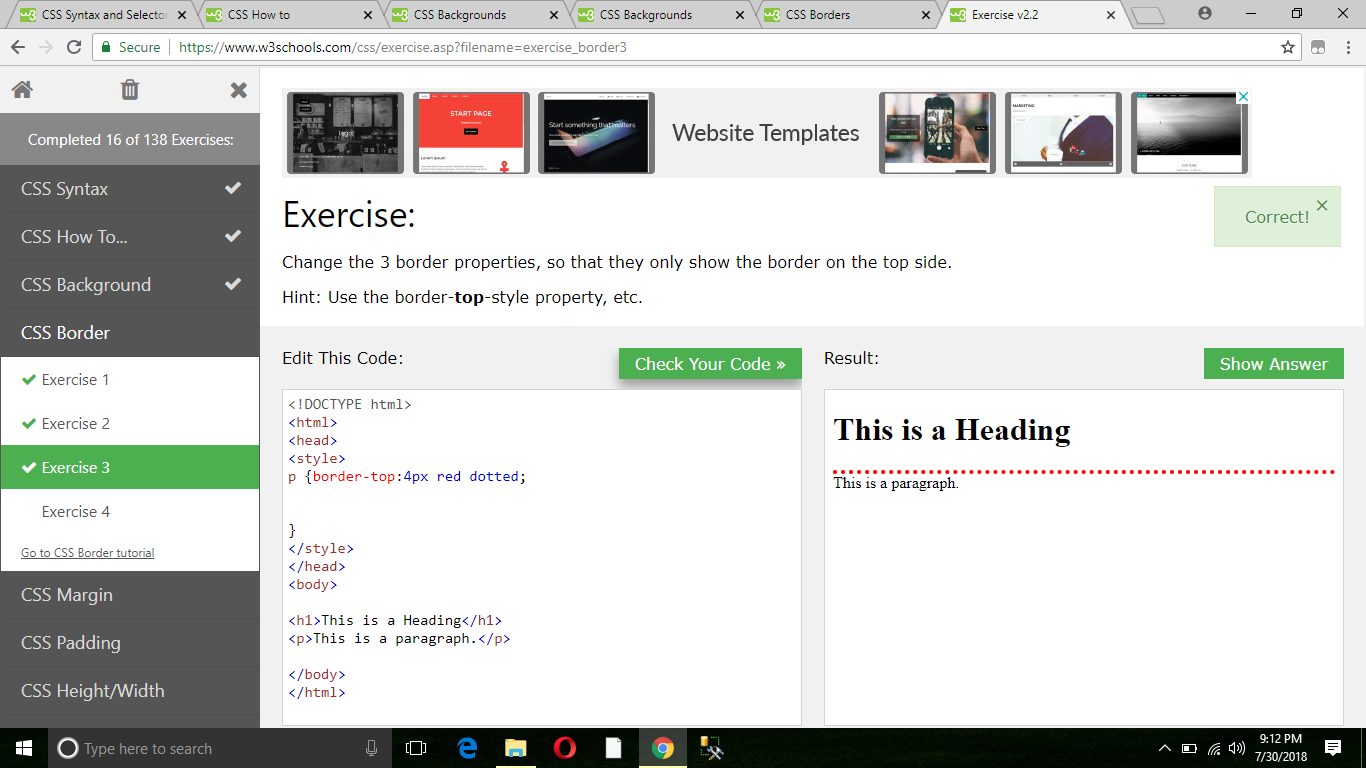 CSS Syntax and Selector
CSS How to
CSS Backgrounds
CSS Backgrounds
CSS Borders
Exercise v2.2
Secure
https://www.w3schools.com/css/exercise.asp?filename=exercise_border3
Completed 16 of 138 Exercises:
CSS Syntax
CSS How To...
CSS Background
CSS Border
Exercise 1
Exercise 2
Exercise 3
Exercise 4
Go to CSS Border tutorial
CSS Margin
CSS Padding
CSS Height/Width
START PAGE
Lorem Ipsum
Start something that matters
Website Templates
MARKETING.
Exercise:
Correct!
Change the 3 border properties, so that they only show the border on the top side.
Hint: Use the border-top-style property, etc.
Edit This Code:
Check Your Code »
Result:
Show Answer
<!DOCTYPE html>
<html>
<head>
<style>
p {border-top:4px red dotted;
}
</style>
</head>
<body>
<h1>This is a Heading</h1>
<p>This is a paragraph.</p>
</body>
</html>
This is a Heading
This is a paragraph.
Type here to search
9:12 PM
7/30/2018